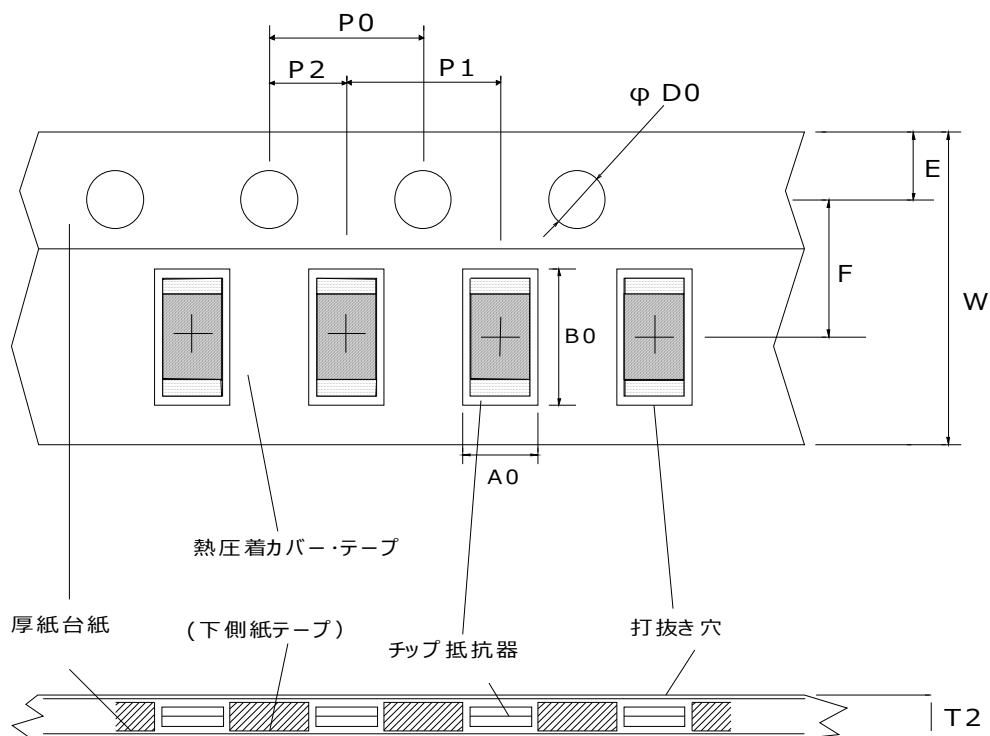 P0
P2
P1
φ D0
E
F
W
B0
A0
熱圧着カバー・テープ
厚紙台紙
(下側紙テープ)
チップ抵抗器
打抜き穴
T2